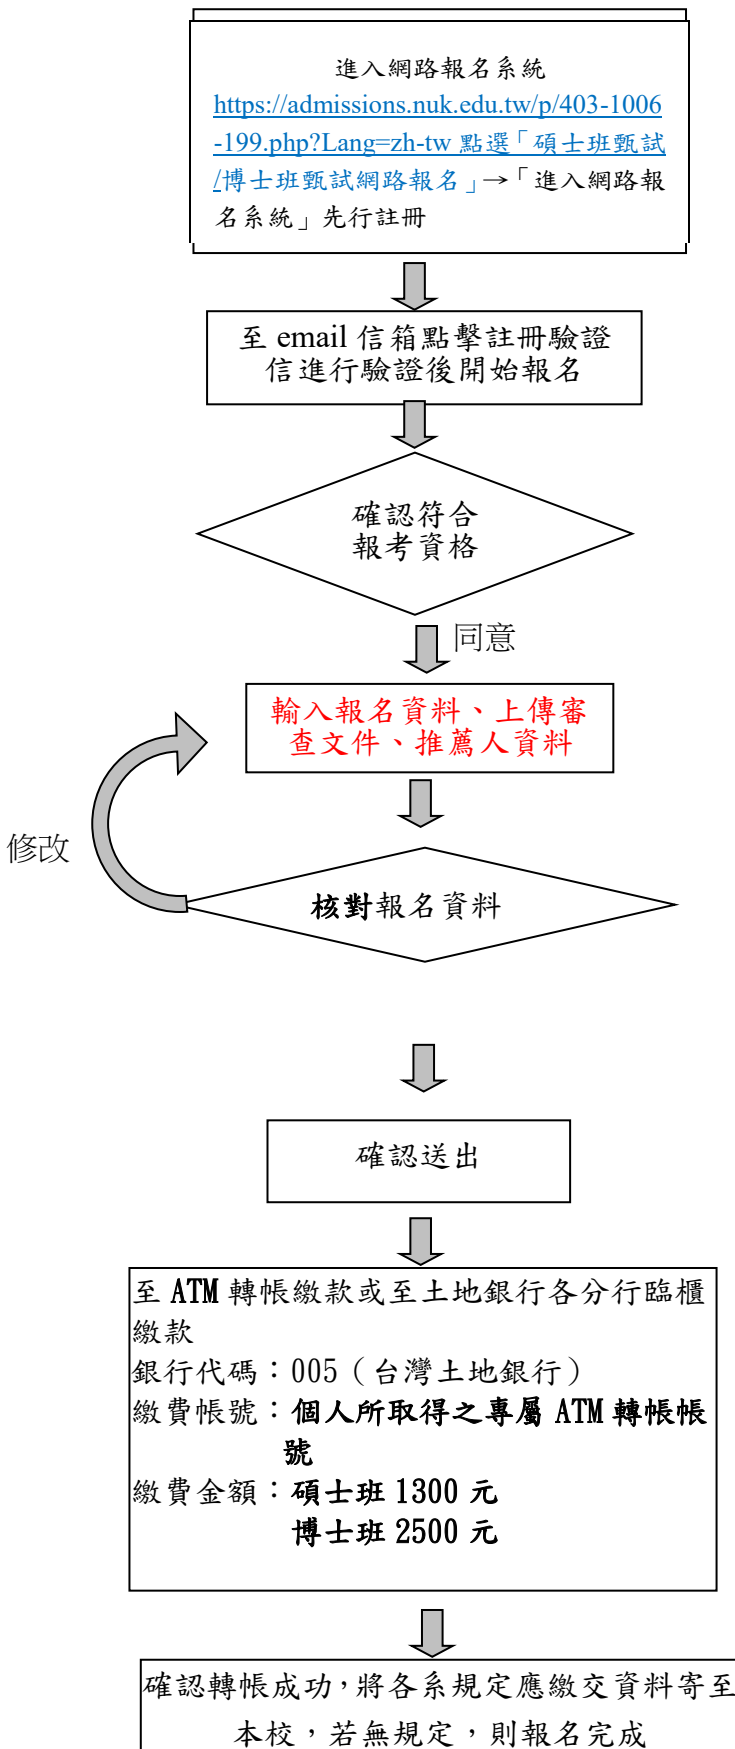 進入網路報名系統
https://admissions.nuk.edu.tw/p/403-1006
-199.php?Lang=zh-tw 點選「碩士班甄試
/博士班甄試網路報名」→「進入網路報
名系統」先行註冊
至 email 信箱點擊註冊驗證
信進行驗證後開始報名
確認符合
報考資格
同意
輸入報名資料、上傳審
查文件、推薦人資料
修改
核對報名資料
確認送出
至 ATM 轉帳繳款或至土地銀行各分行臨櫃
繳款
銀行代碼：005（台灣土地銀行）
繳費帳號：個人所取得之專屬 ATM 轉帳帳
號
繳費金額：碩士班 1300 元
博士班 2500 元
確認轉帳成功，將各系規定應繳交資料寄至
本校，若無規定，則報名完成